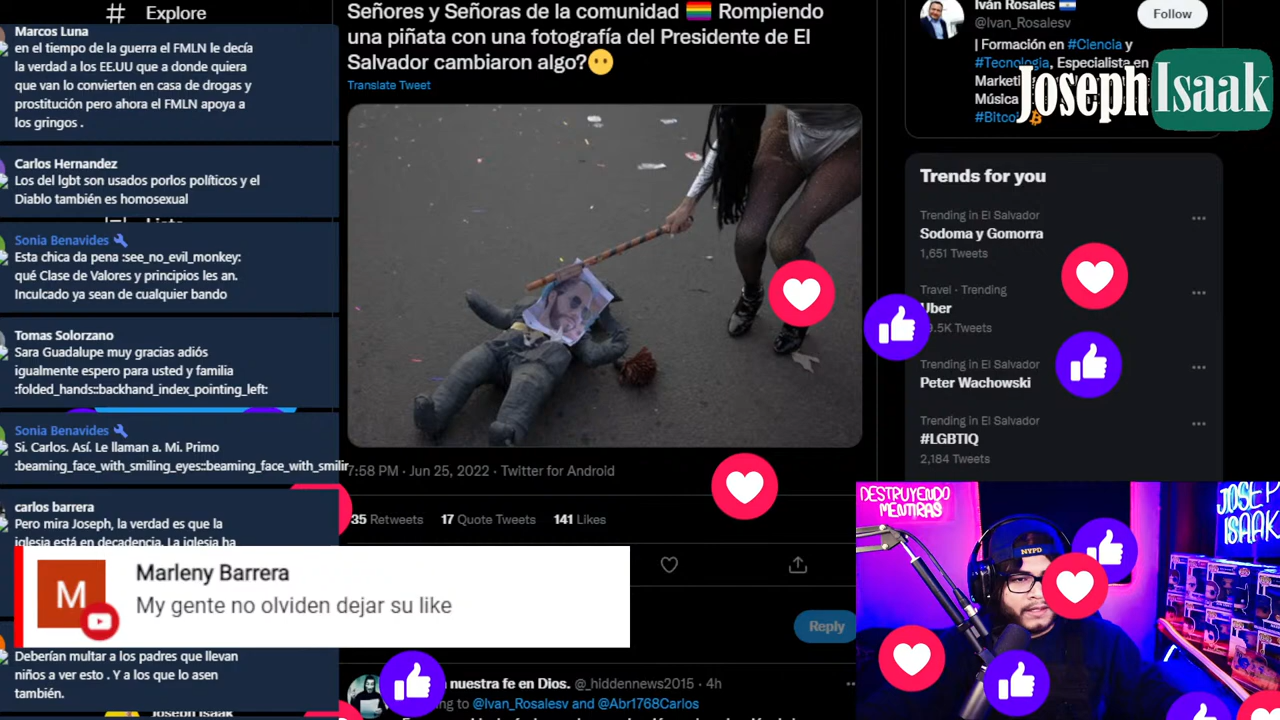 Explore
Marcos Luna
en el tiempo de la guerra el FMLN le decía
la verdad a los EE.UU que a donde quiera
que van lo convierten en casa de drogas y
prostitución pero ahora el FMLN apoya a
los gringos .
Carlos Hernandez
Los del lgbt son usados porlos políticos y el
Diablo también es homosexual
Sonia Benavides
Esta chica da pena :see_no_evil_monkey:
qué Clase de Valores y principios les an.
Inculcado ya sean de cualquier bando
Tomas Solorzano
Sara Guadalupe muy gracias adiós
igualmente espero para usted y familia
:folded_hands::backhand_index_pointing_left:
Sonia Benavides
Si. Carlos. Así. Le llaman a. Mi. Primo
:beaming_face_with_smiling_eyes::beaming_face_with_smilir
carlos barrera
Pero mira Joseph, la verdad es que la
iglesia está en decadencia. La iglesia ha
Marleny Barrera
My gente no olviden dejar su like
Deberían multar a los padres que llevan
niños a ver esto . Y a los que lo asen
también.
Joseph Isaak
Señores y Señoras de la comunidad 🏳️‍🌈 Rompiendo
una piñata con una fotografía del Presidente de El
Salvador cambiaron algo?😶
Translate Tweet
7:58 PM · Jun 25, 2022 · Twitter for Android
35 Retweets 17 Quote Tweets 141 Likes
Reply
nuestra fe en Dios. @_hiddennews2015 · 4h
to @Ivan_Rosalesv and @Abr1768Carlos
Iván Rosales
@Ivan_Rosalesv
Follow
| Formación en #Ciencia y
#Tecnología, Especialista en
Música
Joseph Isaak
Trends for you
Trending in El Salvador
Sodoma y Gomorra
1,651 Tweets
Travel · Trending
Uber
Tweets
Trending in El Salvador
Peter Wachowski
Trending in El Salvador
#LGBTIQ
2,184 Tweets
DESTRUYENDO
MENTIRAS
NYPD